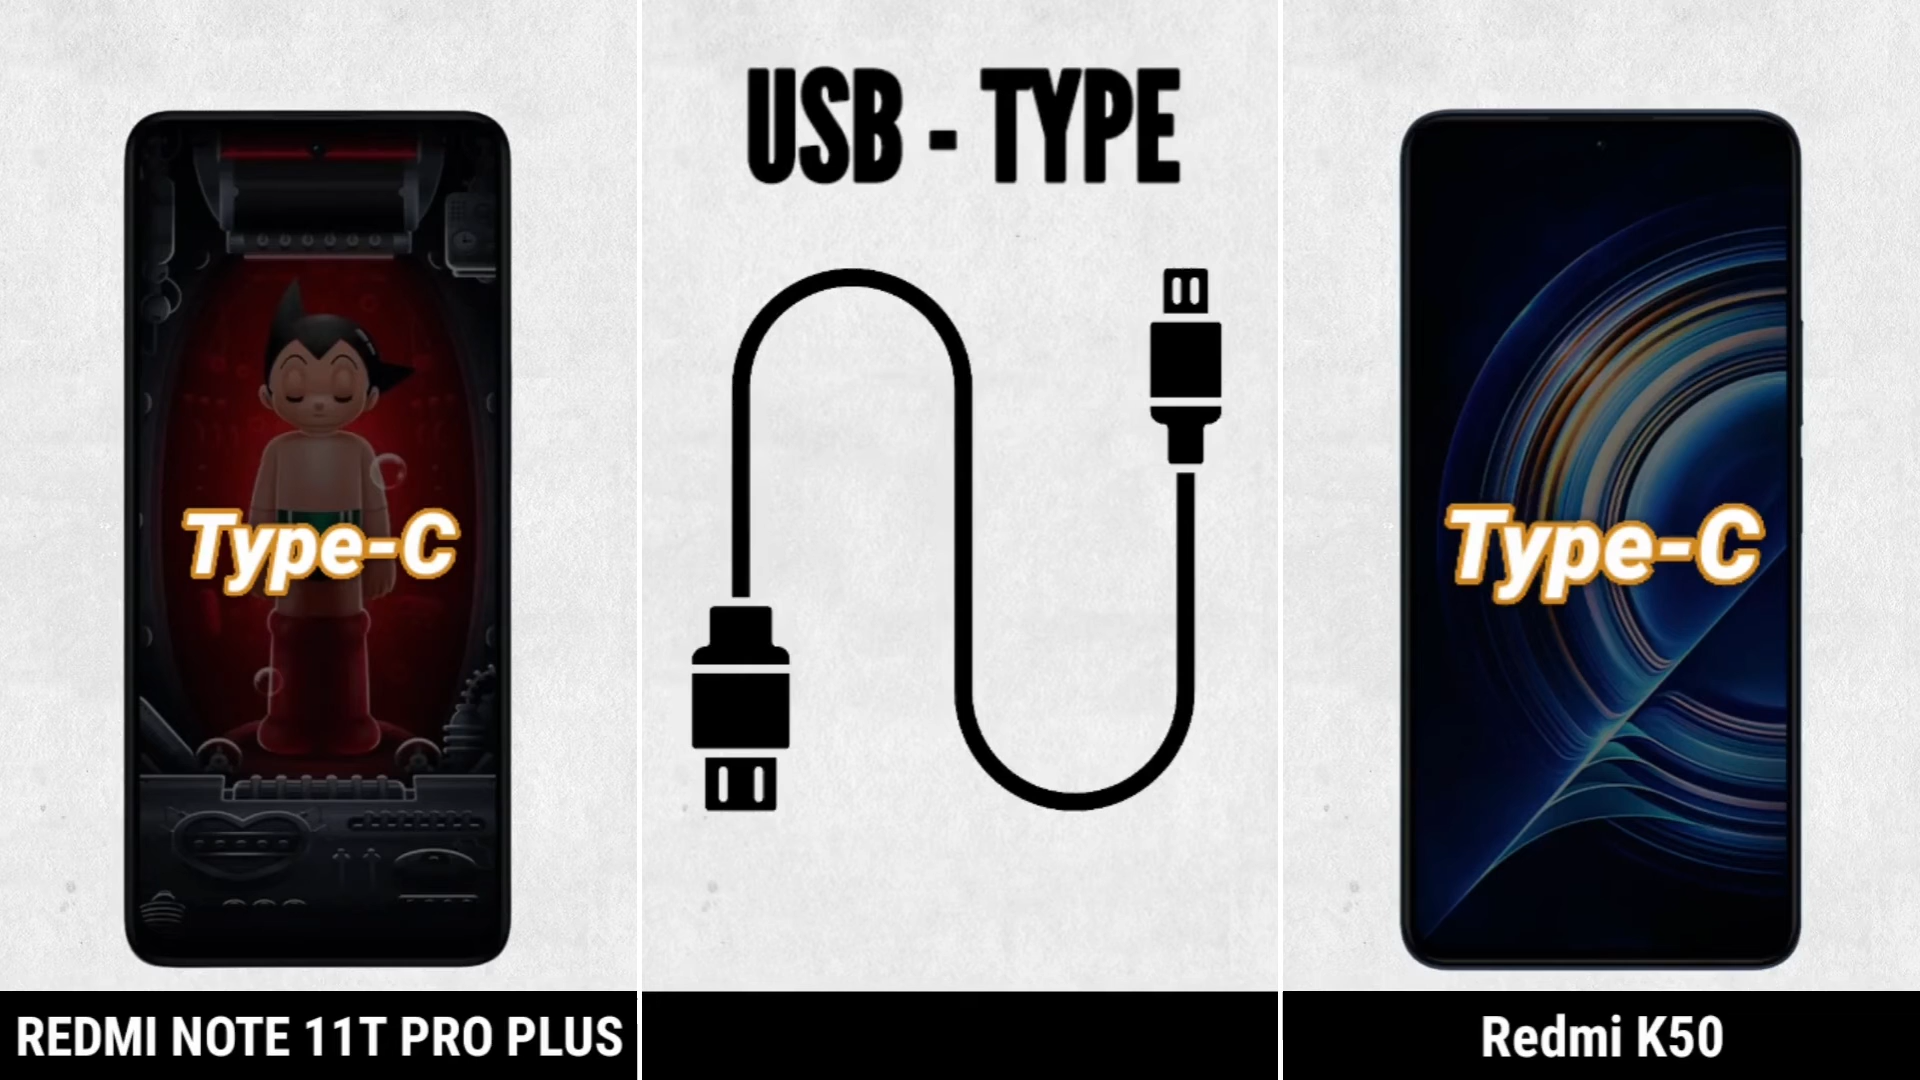 USB - TYPE
Type-C
Type-C
REDMI NOTE 11T PRO PLUS
Redmi K50